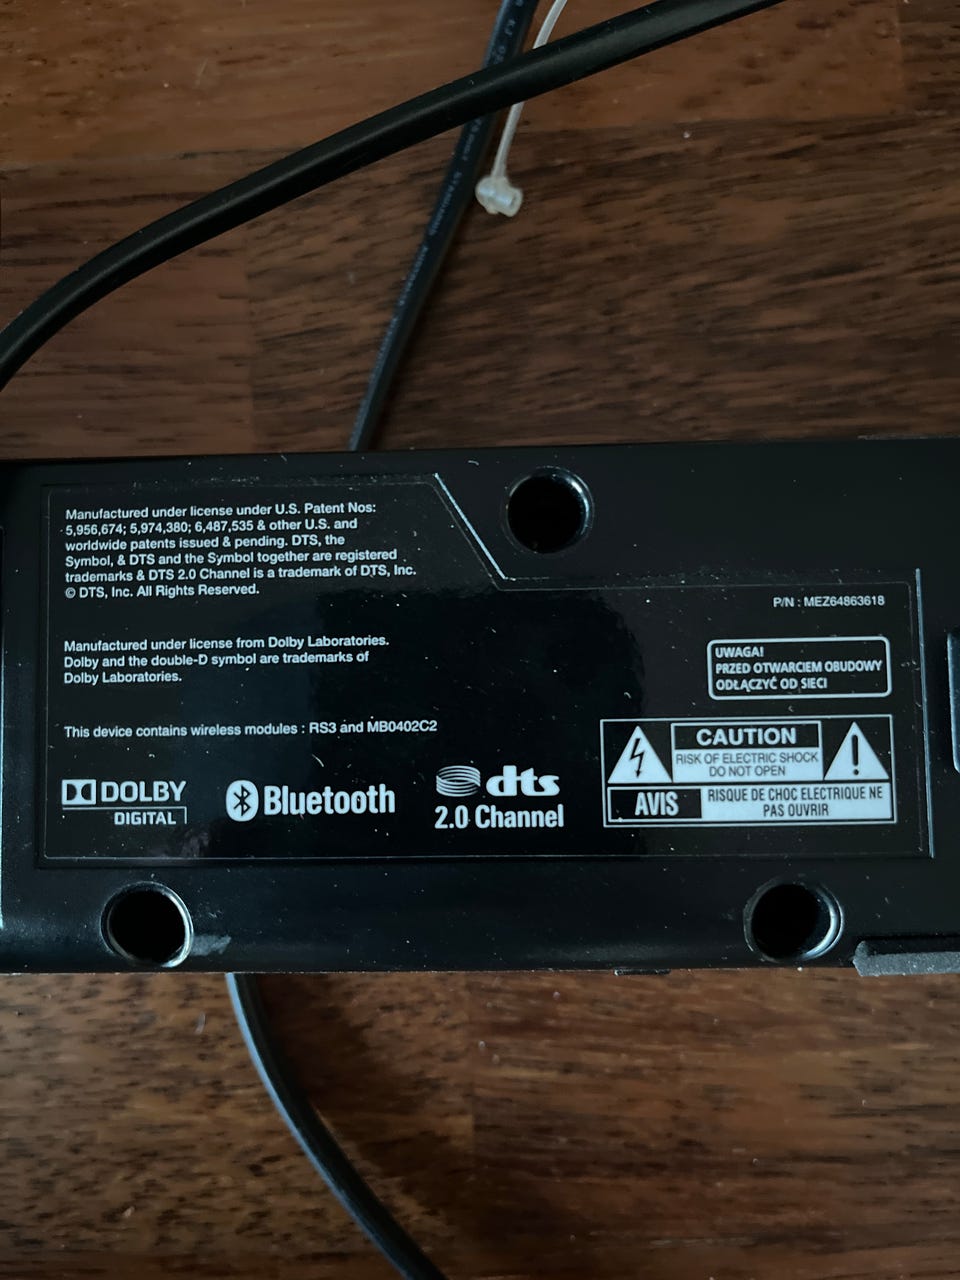 Manufactured under license under U.S. Patent Nos:
5,956,674; 5,974,380; 6,487,535 & other U.S. and
worldwide patents issued & pending. DTS, the
Symbol, & DTS and the Symbol together are registered
trademarks & DTS 2.0 Channel is a trademark of DTS, Inc.
© DTS, Inc. All Rights Reserved.
P/N : MEZ64863618
Manufactured under license from Dolby Laboratories.
Dolby and the double-D symbol are trademarks of
Dolby Laboratories.
UWAGA!
PRZED OTWARCIEM OBUDOWY
ODŁĄCZYĆ OD SIECI
This device contains wireless modules : RS3 and MB0402C2
DOLBY
DIGITAL
Bluetooth
dts
2.0 Channel
CAUTION
RISK OF ELECTRIC SHOCK
DO NOT OPEN
AVIS
RISQUE DE CHOC ELECTRIQUE NE
PAS OUVRIR